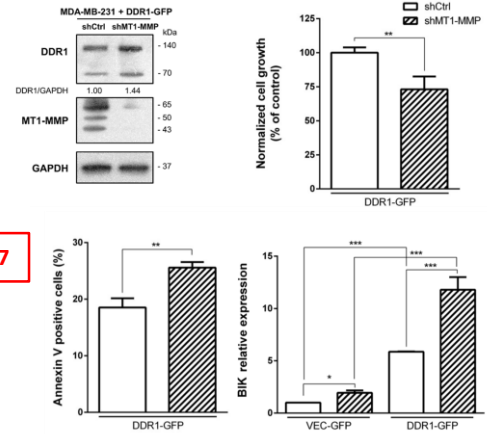 MDA-MB-231 + DDR1-GFP
shCtrl shMT1-MMP
kDa
DDR1
- 140
- 70
DDR1/GAPDH 1.00 1.44
MT1-MMP
- 65
- 50
- 43
GAPDH
- 37
shCtrl
shMT1-MMP
Normalized cell growth
(% of control)
125
100
75
50
25
0
**
DDR1-GFP
7
Annexin V positive cells (%)
30
20
10
0
**
DDR1-GFP
BIK relative expression
15
10
5
0
***
***
***
*
VEC-GFP DDR1-GFP